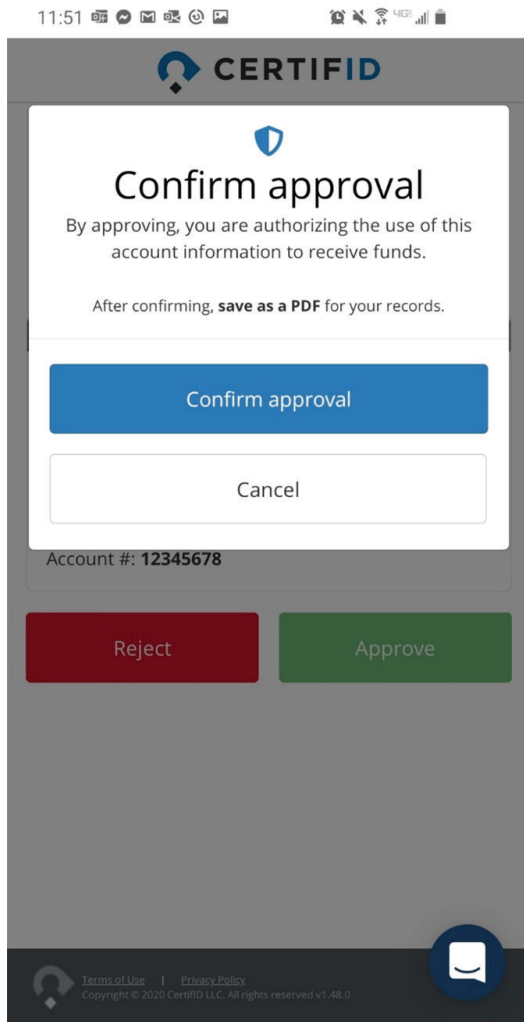 11:51
4GE
CERTIFID
Confirm approval
By approving, you are authorizing the use of this
account information to receive funds.
After confirming, save as a PDF for your records.
Confirm approval
Cancel
Account #: 12345678
Reject
Approve
Terms of Use | Privacy Policy
Copyright © 2020 CertifID LLC. All rights reserved v1.48.0